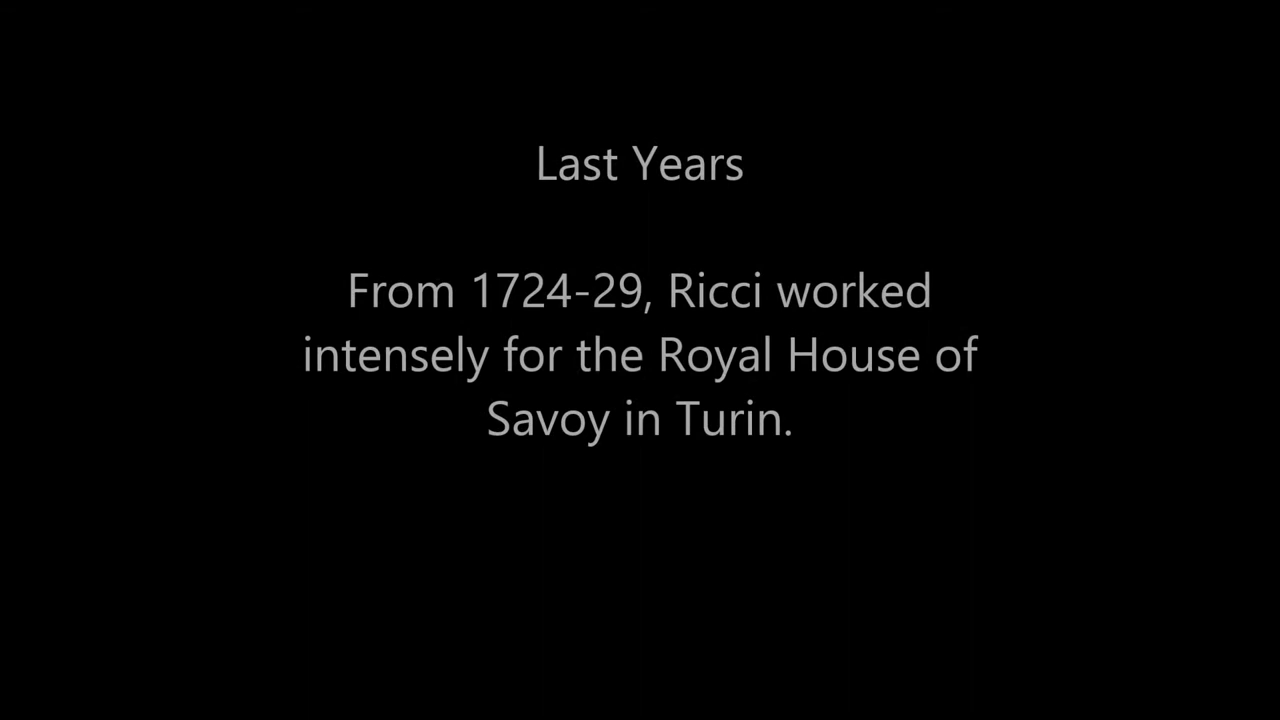 Last Years
From 1724-29, Ricci worked
intensely for the Royal House of
Savoy in Turin.